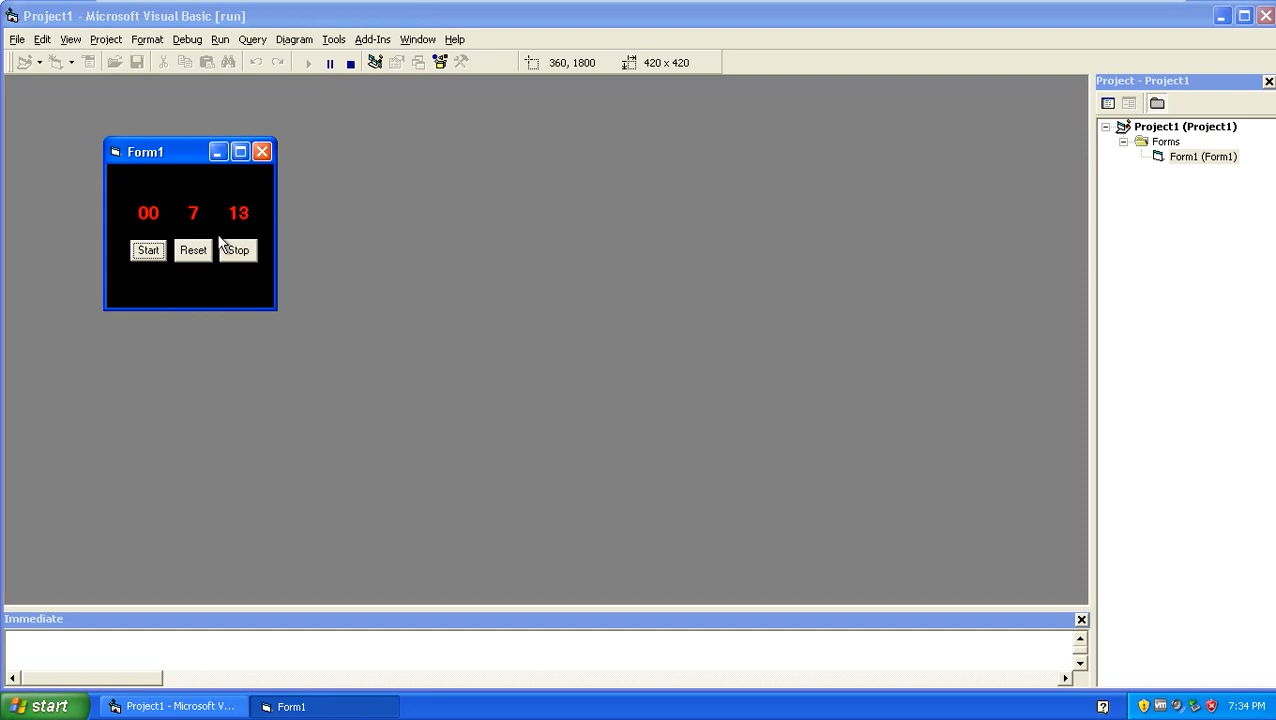 Project1 - Microsoft Visual Basic [run]
File Edit View Project Format Debug Run Query Diagram Tools Add-Ins Window Help
360, 1800 420 x 420
Project - Project1
Project1 (Project1)
Forms
Form1 (Form1)
Form1
00 7 13
Start Reset Stop
Immediate
start Project1 - Microsoft V... Form1 ? 7:34 PM